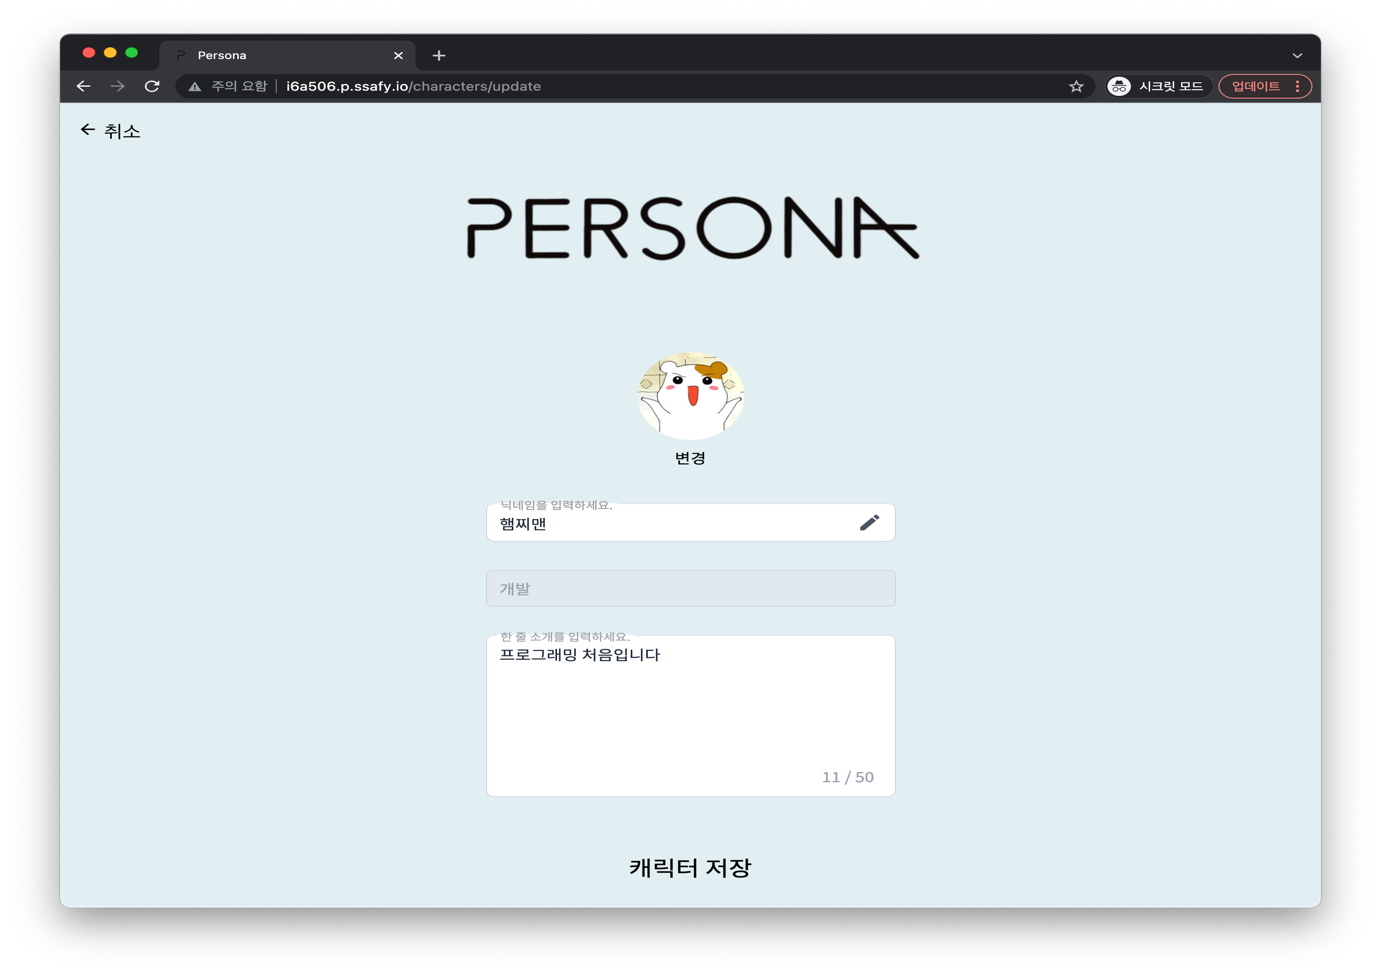 Persona
주의 요함 | i6a506.p.ssafy.io/characters/update
시크릿 모드
업데이트
취소
PERSONA
변경
닉네임을 입력하세요.
햄찌맨
개발
한 줄 소개를 입력하세요.
프로그래밍 처음입니다
11 / 50
캐릭터 저장